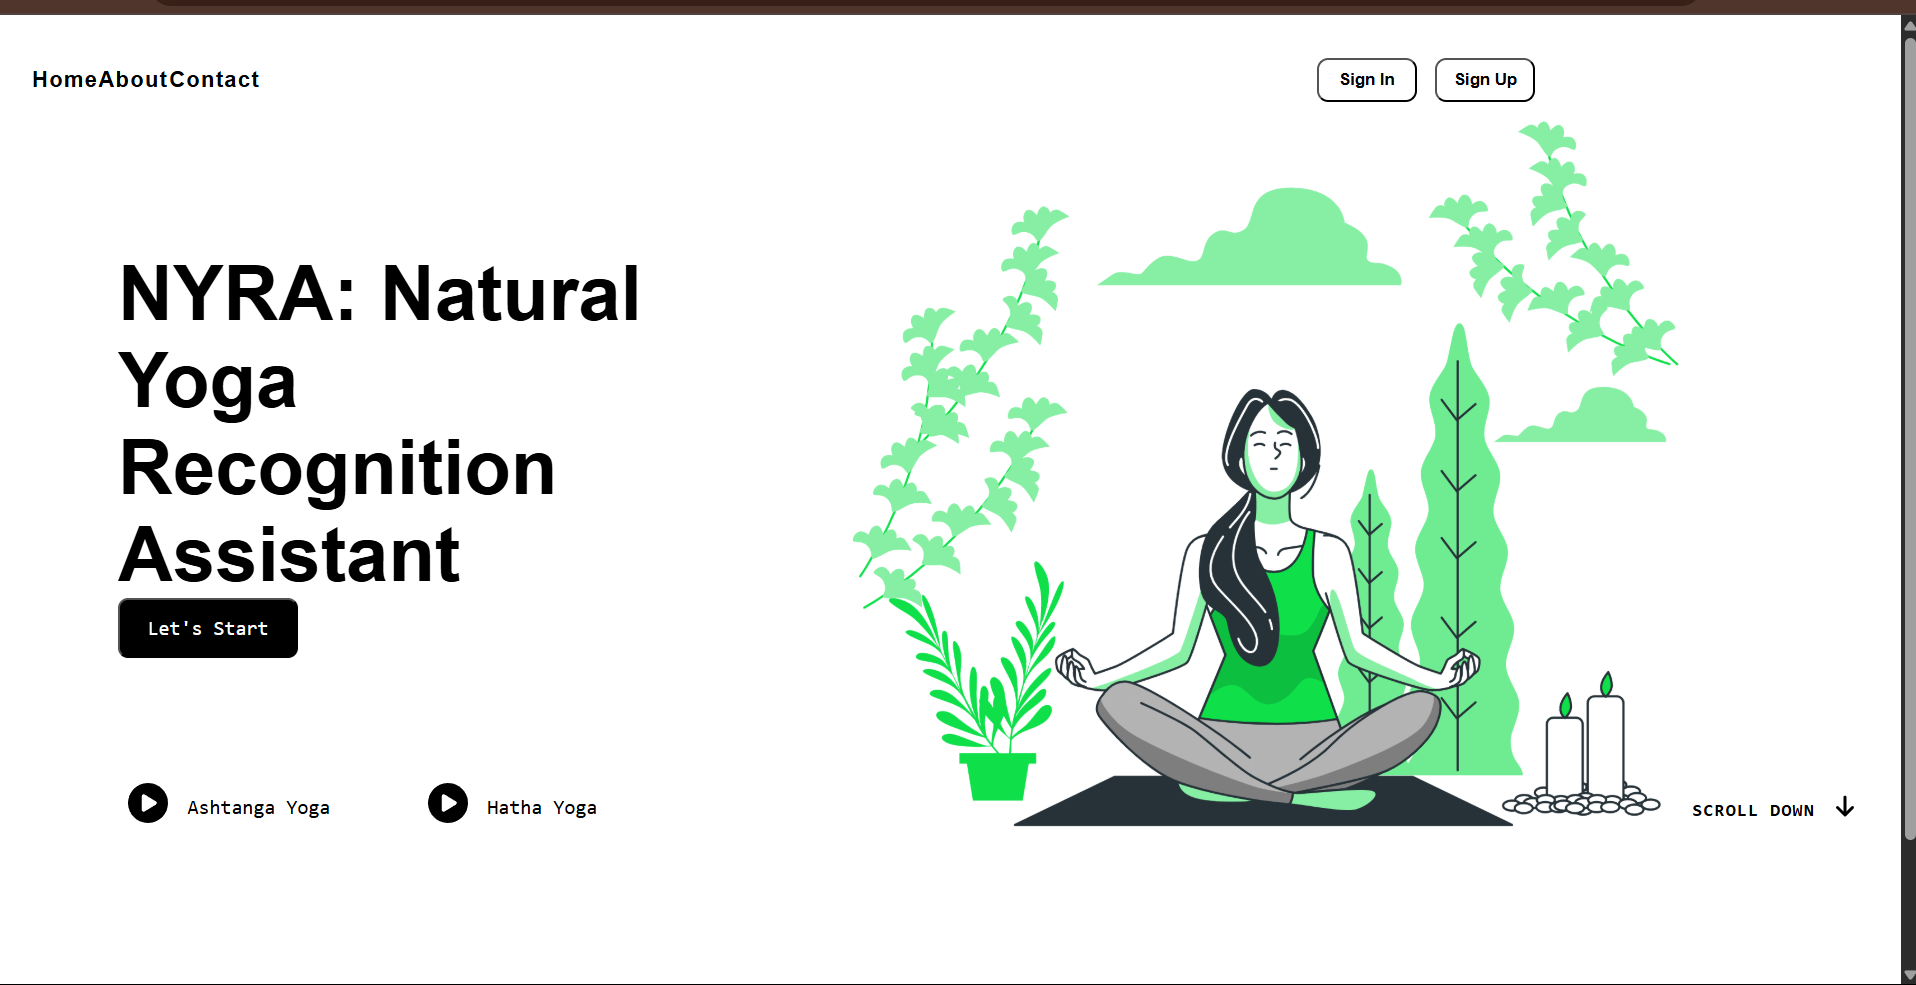 HomeAboutContact
Sign In
Sign Up
NYRA: Natural
Yoga
Recognition
Assistant
Let's Start
Ashtanga Yoga
Hatha Yoga
SCROLL DOWN